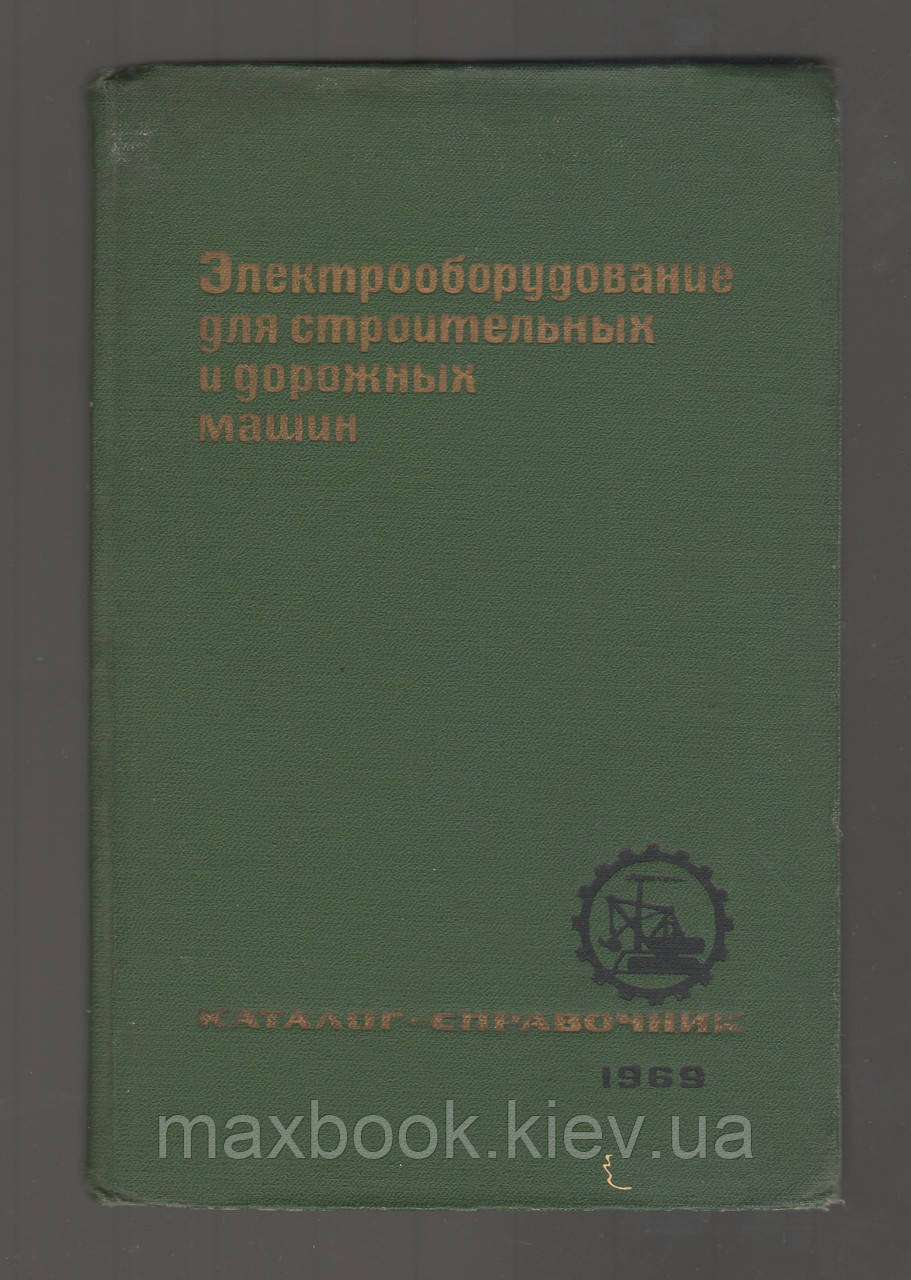 Электрооборудование
для строительных
и дорожных
машин
КАТАЛОГ-СПРАВОЧНИК
1969
maxbook.kiev.ua